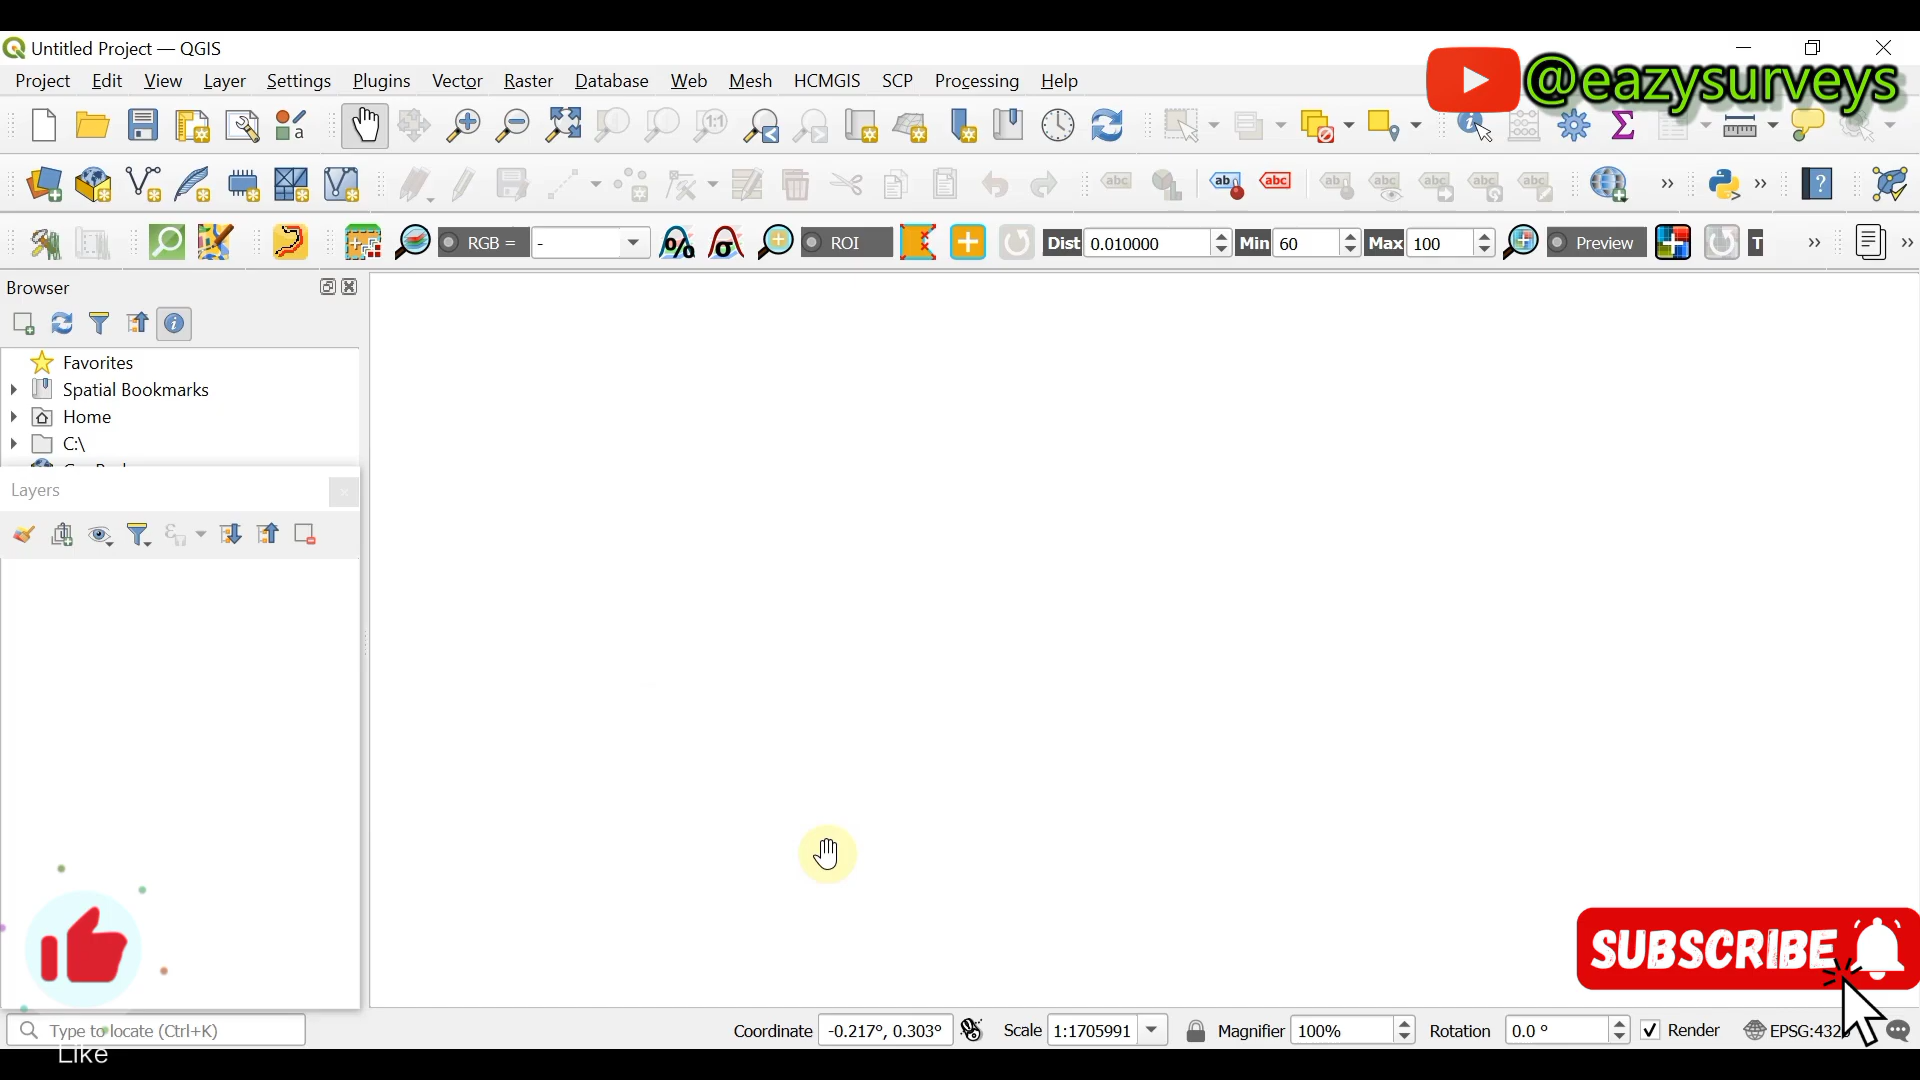 Untitled Project — QGIS
@eazysurveys
Project Edit View Layer Settings Plugins Vector Raster Database Web Mesh HCMGIS SCP Processing Help
RGB = - ROI Dist 0.010000 Min 60 Max 100 Preview T
Browser
Favorites
Spatial Bookmarks
Home
C:\
Layers
SUBSCRIBE
Type to locate (Ctrl+K) Coordinate -0.217°, 0.303° Scale 1:1705991 Magnifier 100% Rotation 0.0 ° Render
Like